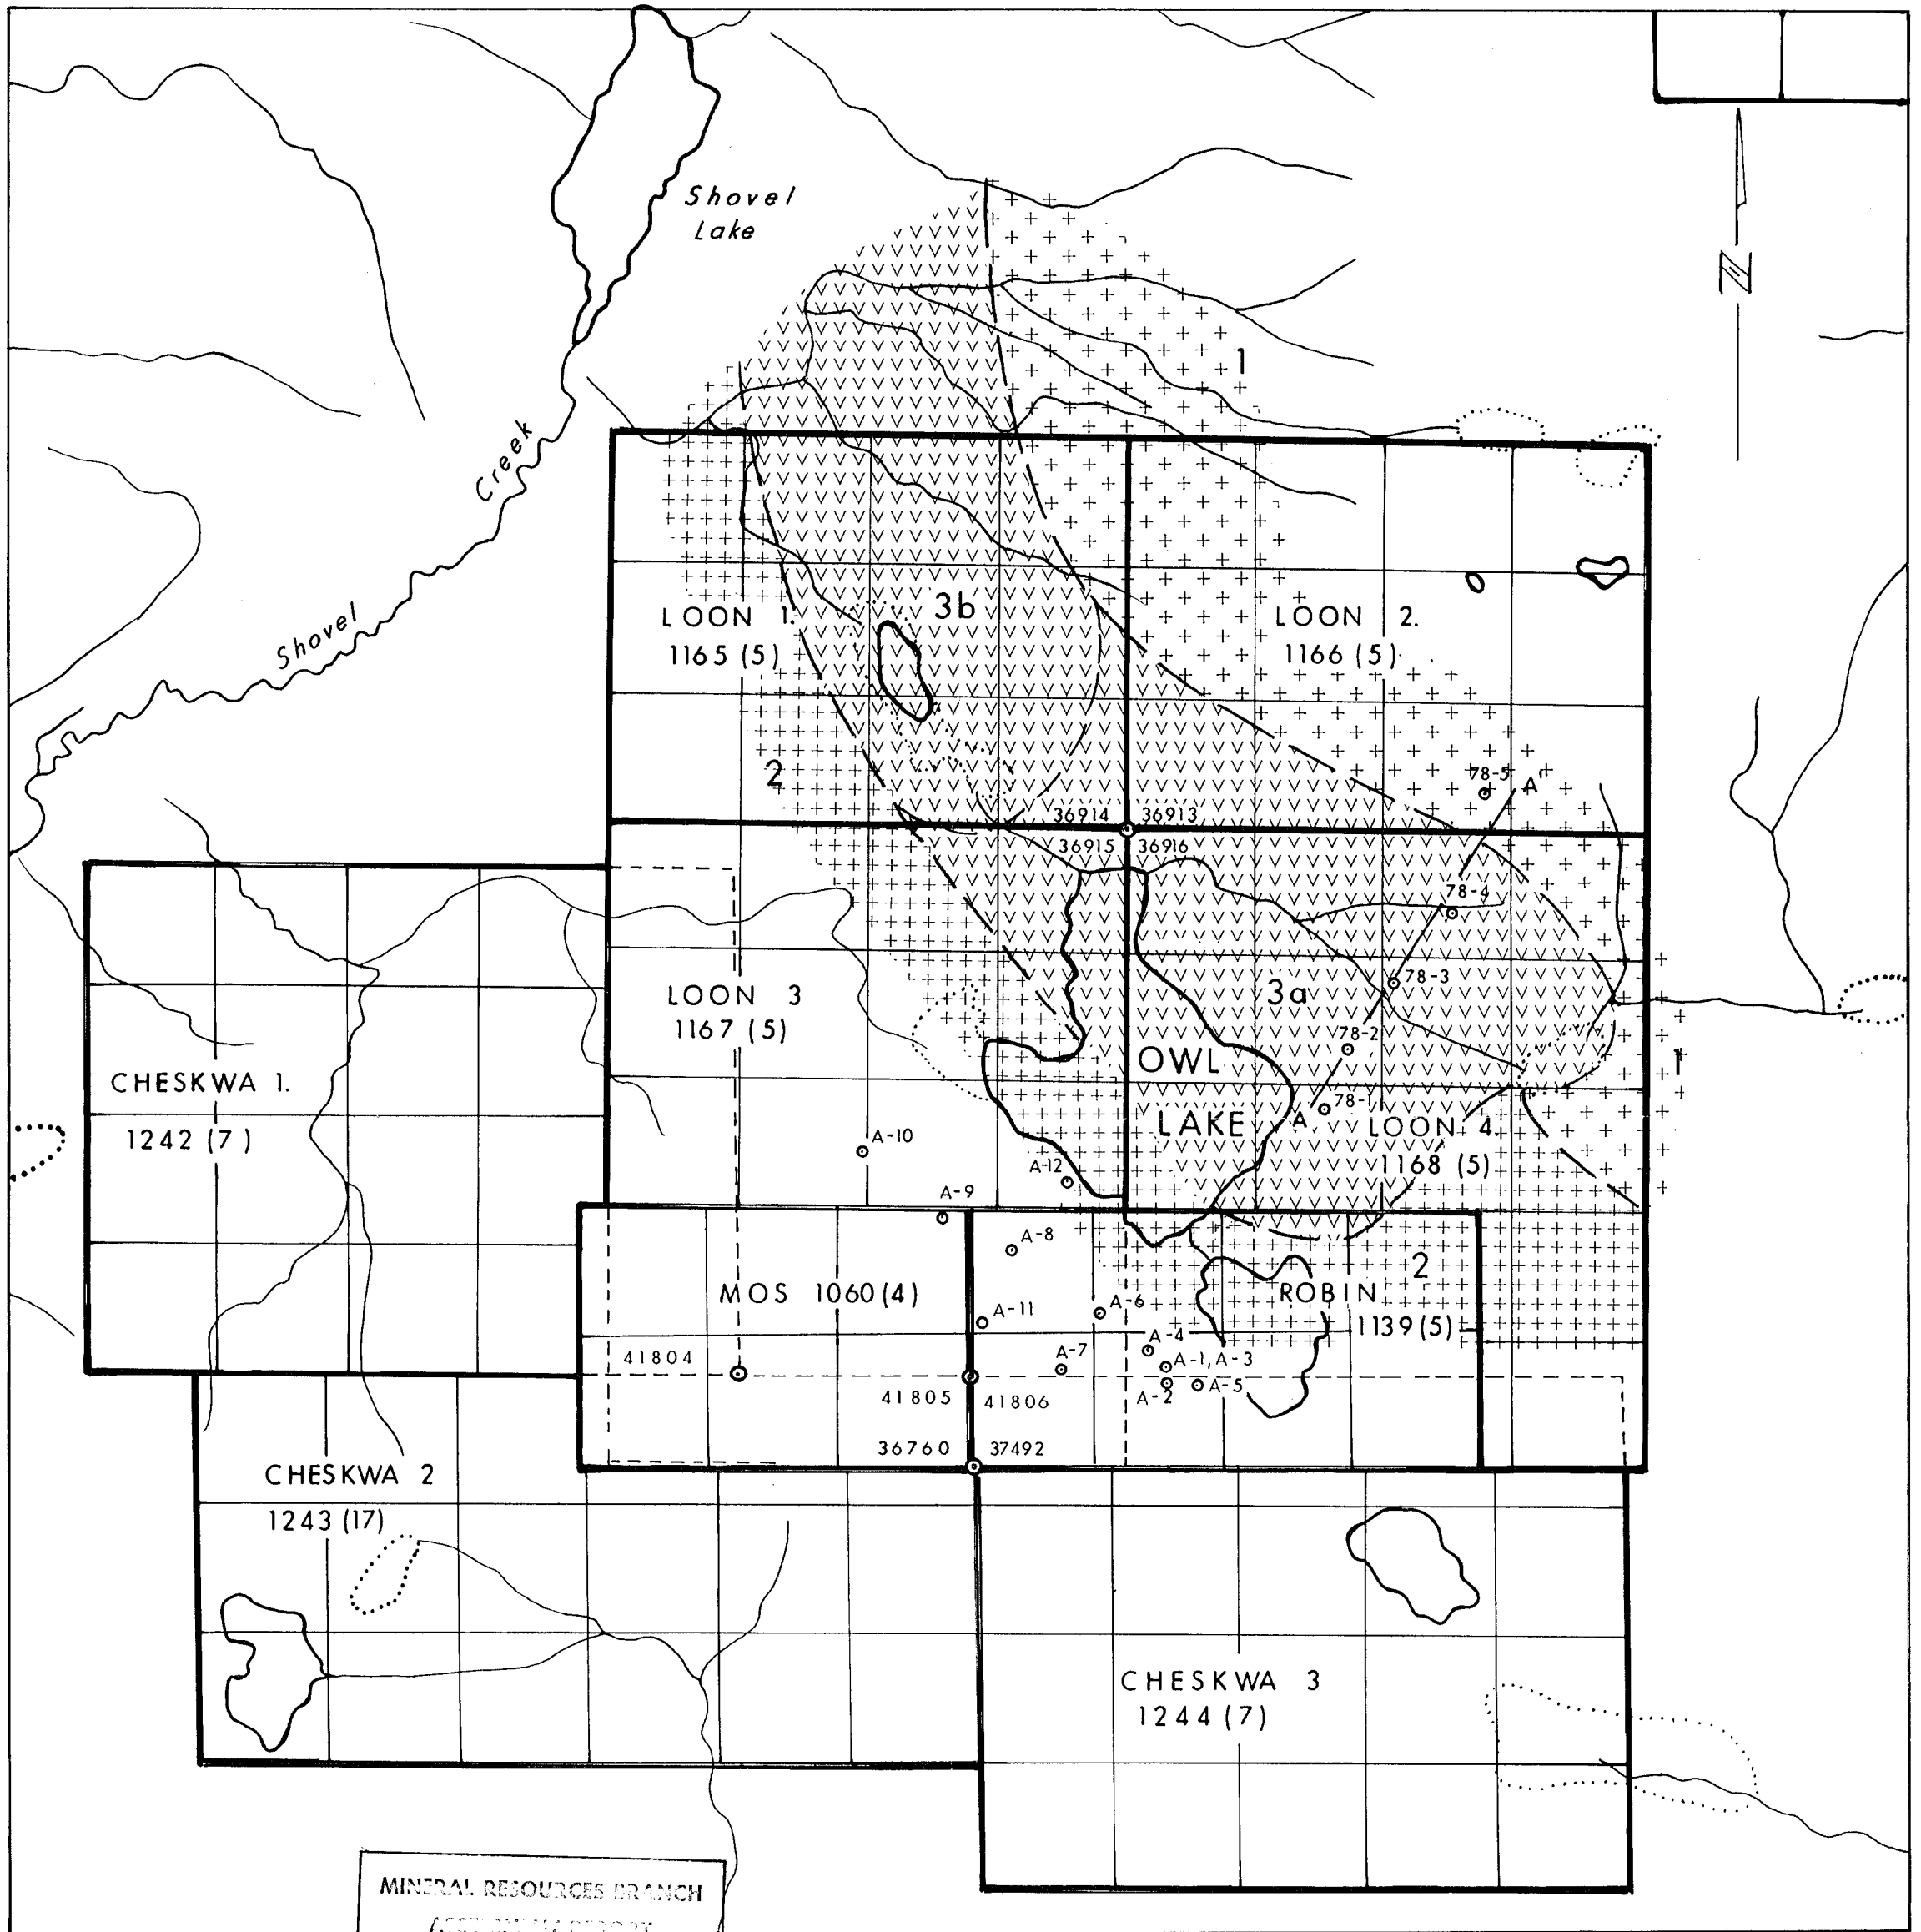 Shovel
Lake
N
1
Creek
Shovel
LOON 1.
1165 (5)
3b
LOON 2.
1166 (5)
2
78-5
A'
36914
36913
36915
36916
78-4
78-3
3a
LOON 3
1167 (5)
78-2
OWL
LAKE
1
CHESKWA 1.
1242 (7)
78-1
A
LOON 4.
1168 (5)
A-10
A-12
A-9
A-8
2
MOS 1060 (4)
ROBIN
1139 (5)
A-11
A-6
A-4
41804
A-7
A-1, A-3
A-2
A-5
41805
41806
36760
37492
CHESKWA 2
1243 (17)
CHESKWA 3
1244 (7)
MINERAL RESOURCES BRANCH